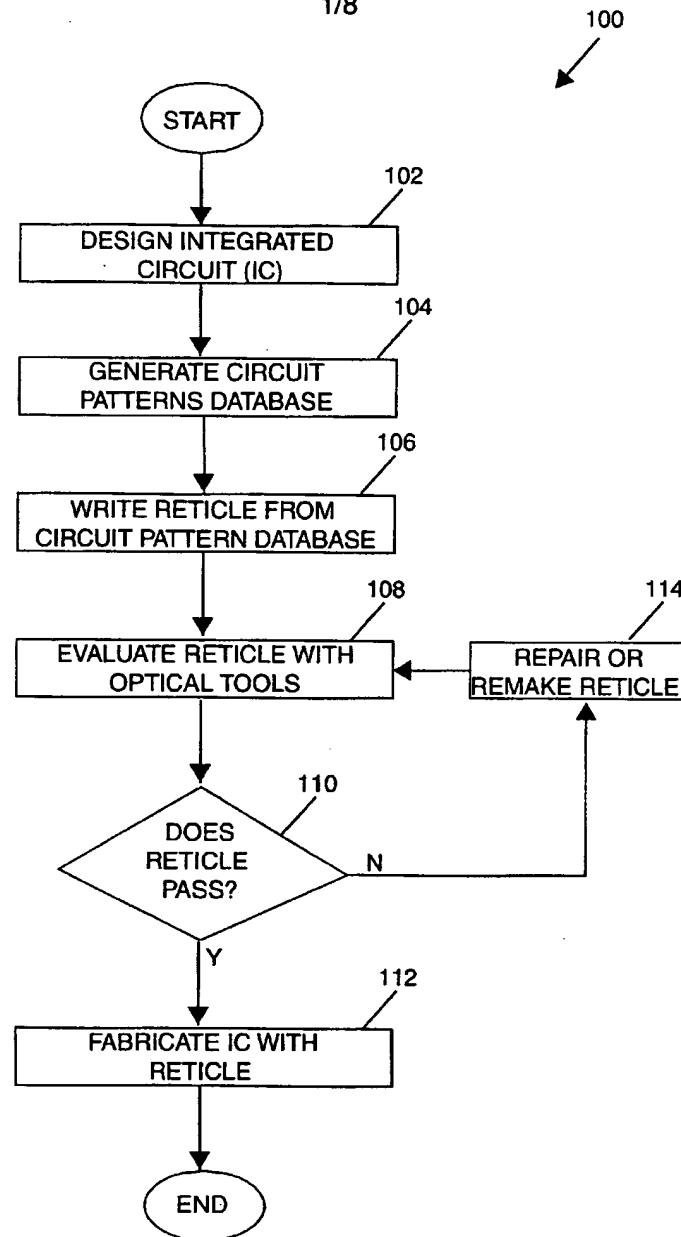 1/8
100
START
102
DESIGN INTEGRATED
CIRCUIT (IC)
104
GENERATE CIRCUIT
PATTERNS DATABASE
106
WRITE RETICLE FROM
CIRCUIT PATTERN DATABASE
108
EVALUATE RETICLE WITH
OPTICAL TOOLS
114
REPAIR OR
REMAKE RETICLE
110
DOES
RETICLE
PASS?
N
Y
112
FABRICATE IC WITH
RETICLE
END